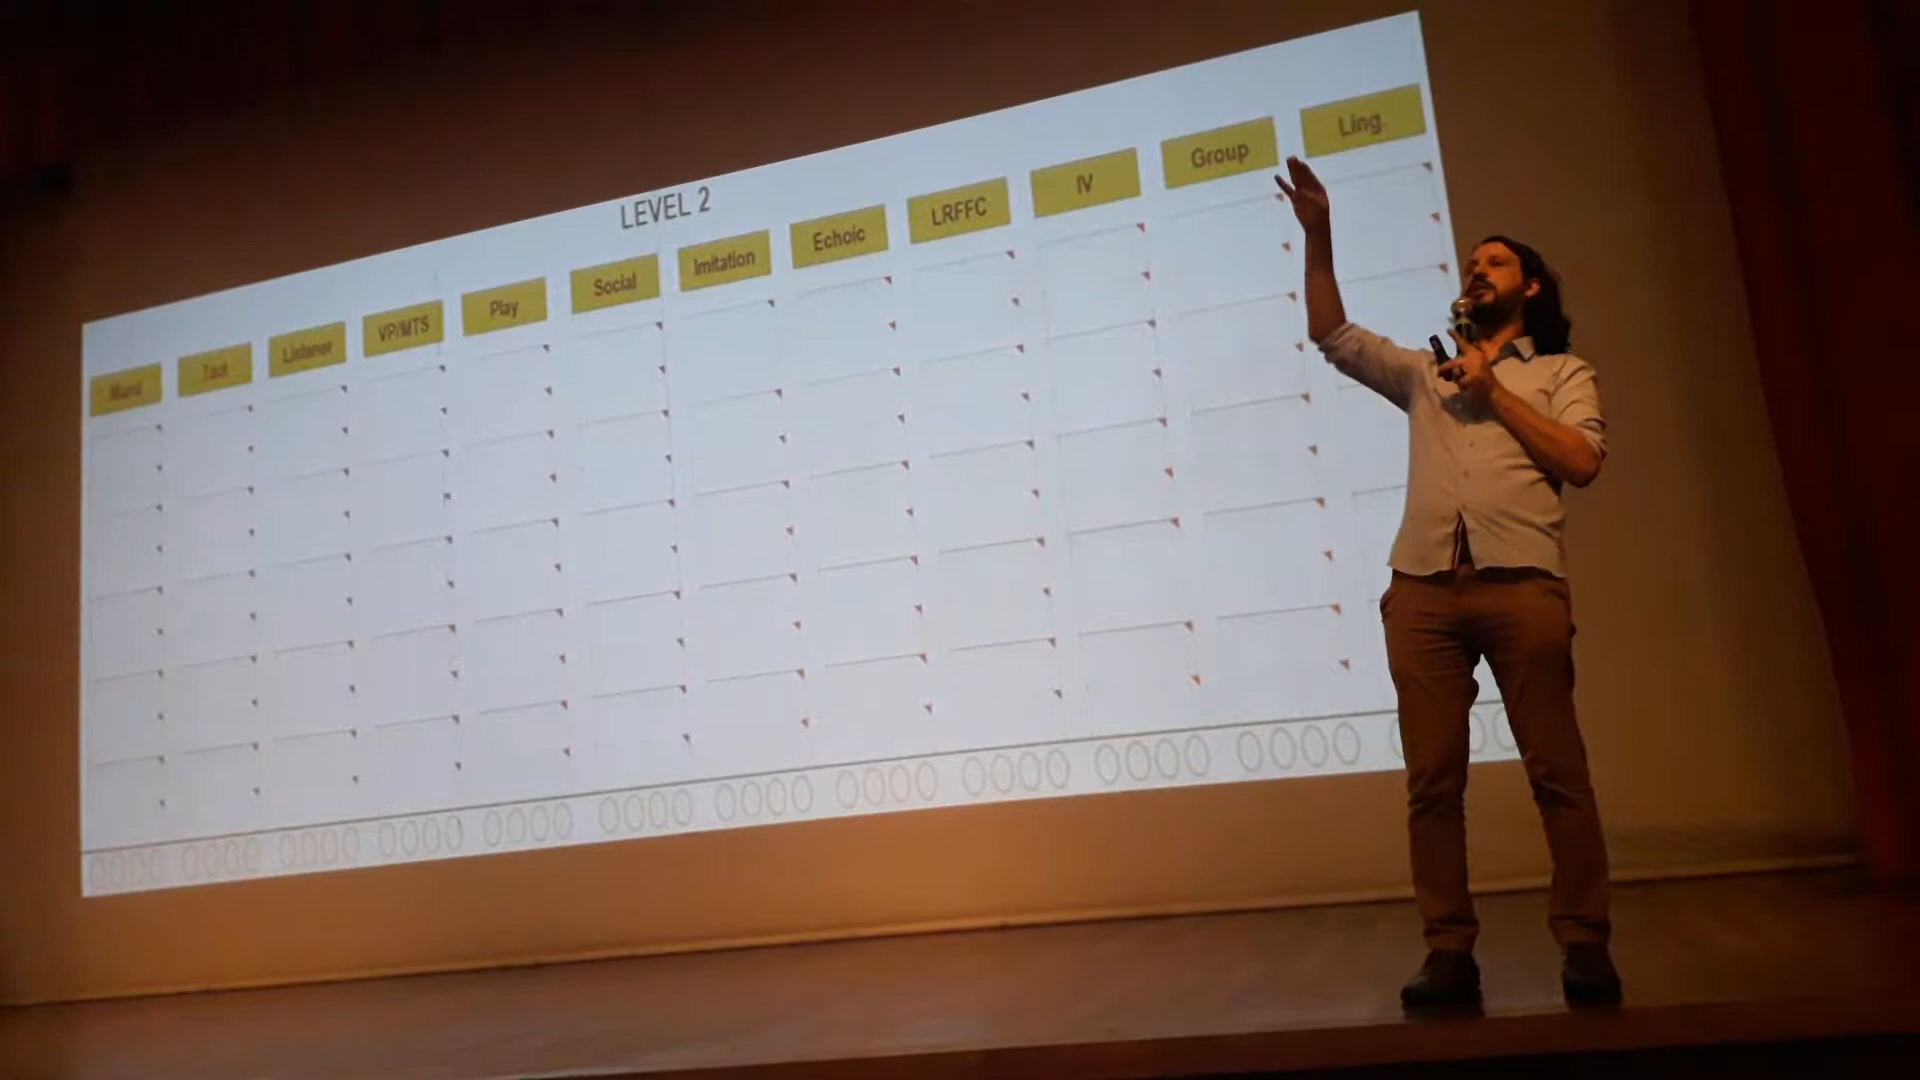 LEVEL 2
Mand
Tact
Listener
VP/MTS
Play
Social
Imitation
Echoic
LRFFC
IV
Group
Ling.